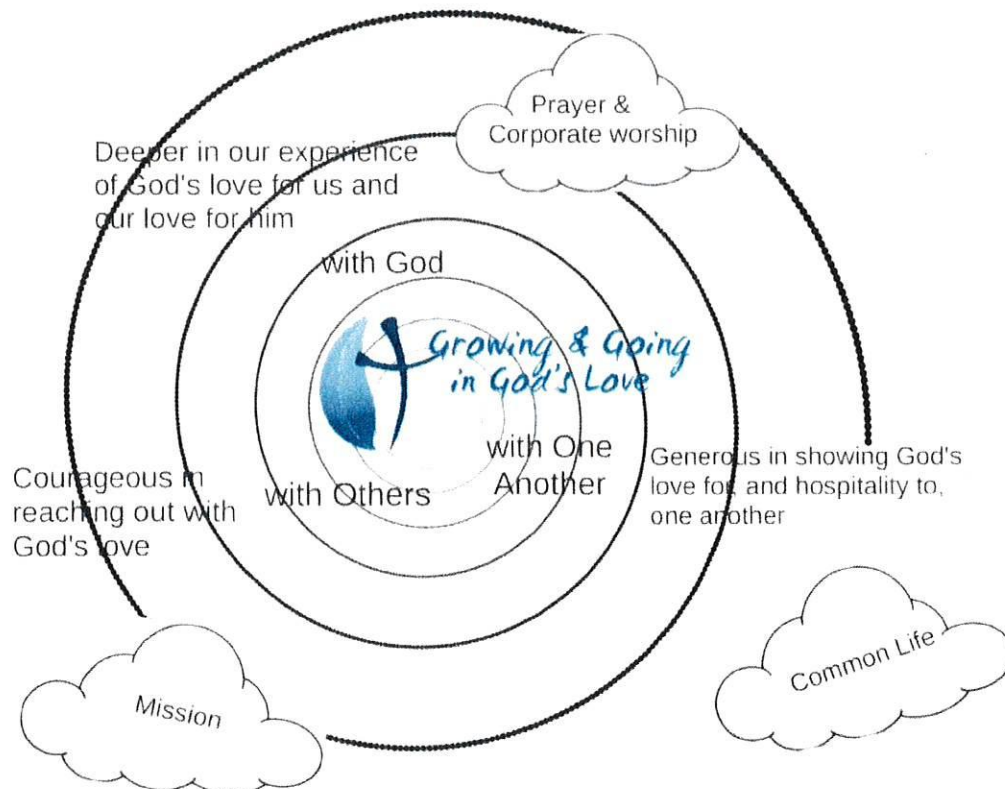 Prayer &
Corporate worship
Deeper in our experience
of God's love for us and
our love for him
with God
Growing & Going
in God's Love
with One
Another
with Others
Generous in showing God's
love for, and hospitality to,
one another
Courageous in
reaching out with
God's love
Common Life
Mission